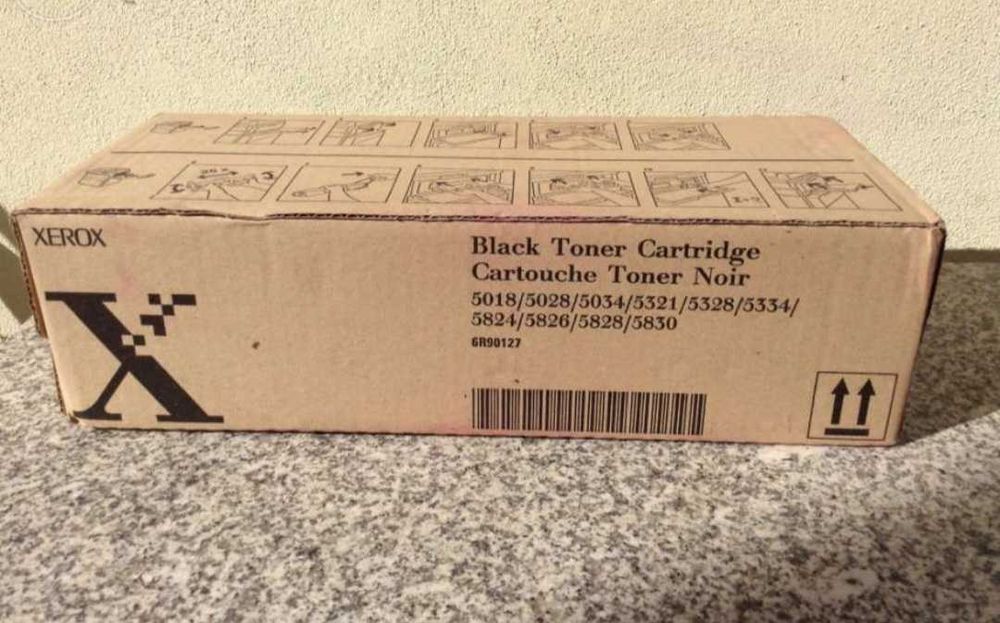 XEROX
Black Toner Cartridge
Cartouche Toner Noir
5018/5028/5034/5321/5328/5334/
5824/5826/5828/5830
6R90127